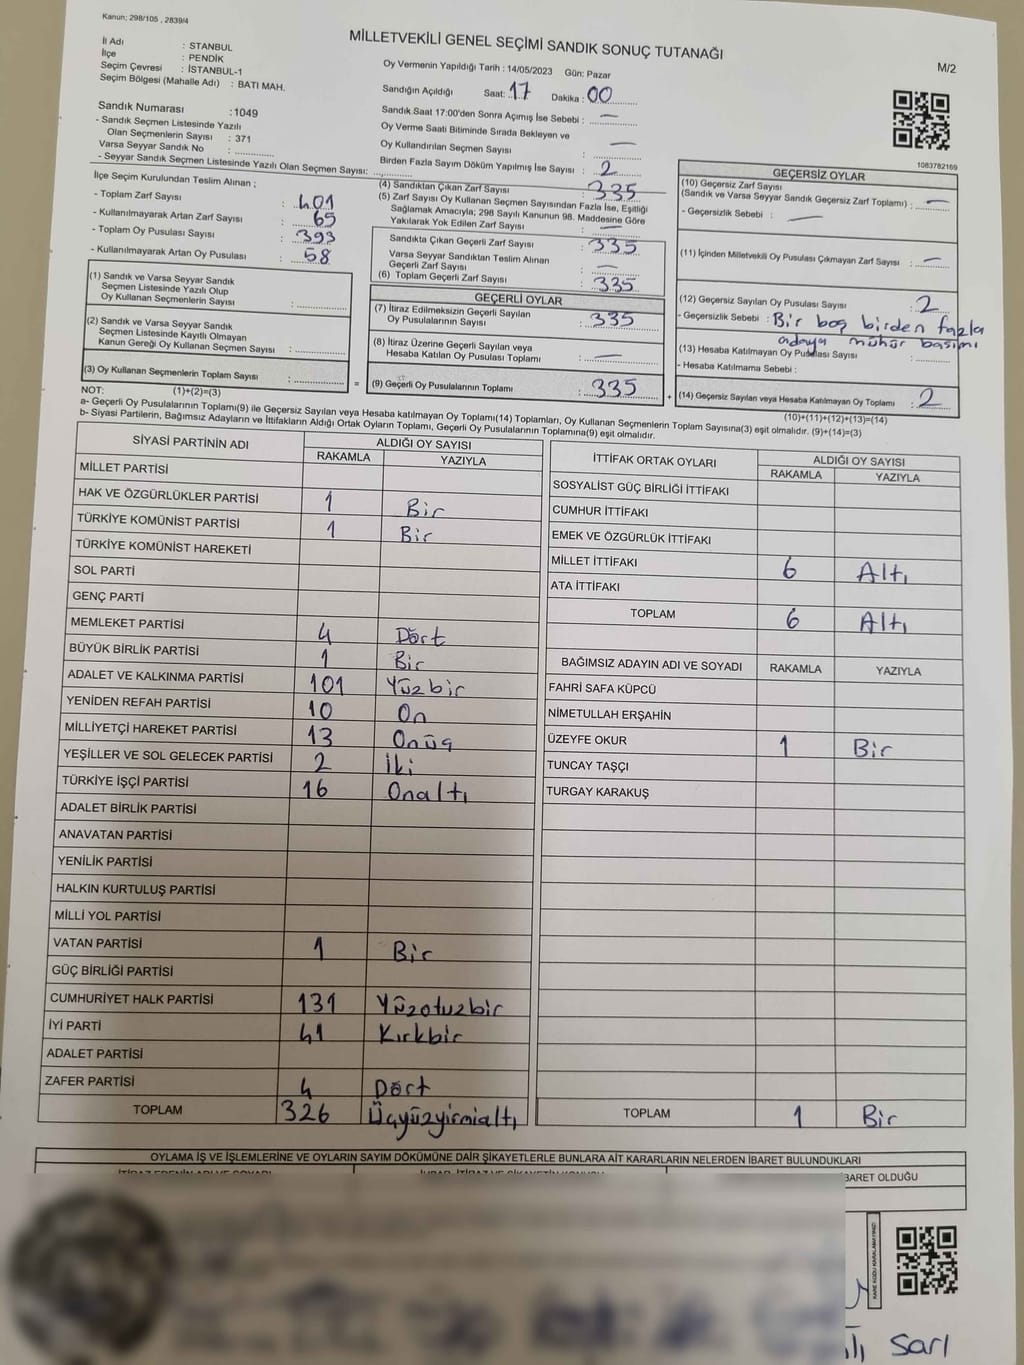 Kanun; 298/105 , 2839/4
MİLLETVEKİLİ GENEL SEÇİMİ SANDIK SONUÇ TUTANAĞI
M/2
İl Adı : STANBUL
İlçe : PENDİK
Seçim Çevresi : İSTANBUL-1
Seçim Bölgesi (Mahalle Adı) : BATI MAH.
Sandık Numarası :1049
- Sandık Seçmen Listesinde Yazılı
Olan Seçmenlerin Sayısı : 371
Varsa Seyyar Sandık No :
- Seyyar Sandık Seçmen Listesinde Yazılı Olan Seçmen Sayısı:
Oy Vermenin Yapıldığı Tarih : 14/05/2023 Gün: Pazar
Sandığın Açıldığı Saat: 17 Dakika : 00
Sandık Saat 17:00'den Sonra Açımış İse Sebebi : —
Oy Verme Saati Bitiminde Sırada Bekleyen ve
Oy Kullandırılan Seçmen Sayısı : —
Birden Fazla Sayım Döküm Yapılmış İse Sayısı : 2
1083782169
İlçe Seçim Kurulundan Teslim Alınan ;
- Toplam Zarf Sayısı : 401
- Kullanılmayarak Artan Zarf Sayısı : 65
- Toplam Oy Pusulası Sayısı : 393
- Kullanılmayarak Artan Oy Pusulası : 58
(1) Sandık ve Varsa Seyyar Sandık
Seçmen Listesinde Yazılı Olup
Oy Kullanan Seçmenlerin Sayısı :
(2) Sandık ve Varsa Seyyar Sandık
Seçmen Listesinde Kayıtlı Olmayan
Kanun Gereği Oy Kullanan Seçmen Sayısı :
(3) Oy Kullanan Seçmenlerin Toplam Sayısı :
(1)+(2)=(3)
(4) Sandıktan Çıkan Zarf Sayısı : 335
(5) Zarf Sayısı Oy Kullanan Seçmen Sayısından Fazla İse, Eşitliği
Sağlamak Amacıyla; 298 Sayılı Kanunun 98. Maddesine Göre
Yakılarak Yok Edilen Zarf Sayısı : —
Sandıkta Çıkan Geçerli Zarf Sayısı : 335
Varsa Seyyar Sandıktan Teslim Alınan
Geçerli Zarf Sayısı : —
(6) Toplam Geçerli Zarf Sayısı : 335
GEÇERLİ OYLAR
(7) İtiraz Edilmeksizin Geçerli Sayılan
Oy Pusulalarının Sayısı : 335
(8) İtiraz Üzerine Geçerli Sayılan veya
Hesaba Katılan Oy Pusulası Toplamı : —
= (9) Geçerli Oy Pusulalarının Toplamı : 335 +
GEÇERSİZ OYLAR
(10) Geçersiz Zarf Sayısı
(Sandık ve Varsa Seyyar Sandık Geçersiz Zarf Toplamı) : —
- Geçersizlik Sebebi : —
(11) İçinden Milletvekili Oy Pusulası Çıkmayan Zarf Sayısı : —
(12) Geçersiz Sayılan Oy Pusulası Sayısı : 2
- Geçersizlik Sebebi : Bir boş birden fazla
adaya mühür basımı
(13) Hesaba Katılmayan Oy Pusulası Sayısı :
- Hesaba Katılmama Sebebi :
(14) Geçersiz Sayılan veya Hesaba Katılmayan Oy Toplamı : 2
(10)+(11)+(12)+(13)=(14)
NOT:
a- Geçerli Oy Pusulalarının Toplamı(9) ile Geçersiz Sayılan veya Hesaba katılmayan Oy Toplamı(14) Toplamları, Oy Kullanan Seçmenlerin Toplam Sayısına(3) eşit olmalıdır. (9)+(14)=(3)
b- Siyasi Partilerin, Bağımsız Adayların ve İttifakların Aldığı Ortak Oyların Toplamı, Geçerli Oy Pusulalarının Toplamına(9) eşit olmalıdır.
SİYASİ PARTİNİN ADI ALDIĞI OY SAYISI
RAKAMLA YAZIYLA
MİLLET PARTİSİ
HAK VE ÖZGÜRLÜKLER PARTİSİ 1 Bir
TÜRKİYE KOMÜNİST PARTİSİ 1 Bir
TÜRKİYE KOMÜNİST HAREKETİ
SOL PARTİ
GENÇ PARTİ
MEMLEKET PARTİSİ 4 Dört
BÜYÜK BİRLİK PARTİSİ 1 Bir
ADALET VE KALKINMA PARTİSİ 101 Yüzbir
YENİDEN REFAH PARTİSİ 10 On
MİLLİYETÇİ HAREKET PARTİSİ 13 Onüç
YEŞİLLER VE SOL GELECEK PARTİSİ 2 İki
TÜRKİYE İŞÇİ PARTİSİ 16 Onaltı
ADALET BİRLİK PARTİSİ
ANAVATAN PARTİSİ
YENİLİK PARTİSİ
HALKIN KURTULUŞ PARTİSİ
MİLLİ YOL PARTİSİ
VATAN PARTİSİ 1 Bir
GÜÇ BİRLİĞİ PARTİSİ
CUMHURİYET HALK PARTİSİ 131 Yüzotuzbir
İYİ PARTİ 41 Kırkbir
ADALET PARTİSİ
ZAFER PARTİSİ 4 Dört
TOPLAM 326 Üçyüzyirmialtı
İTTİFAK ORTAK OYLARI ALDIĞI OY SAYISI
RAKAMLA YAZIYLA
SOSYALİST GÜÇ BİRLİĞİ İTTİFAKI
CUMHUR İTTİFAKI
EMEK VE ÖZGÜRLÜK İTTİFAKI
MİLLET İTTİFAKI 6 Altı
ATA İTTİFAKI
TOPLAM 6 Altı
BAĞIMSIZ ADAYIN ADI VE SOYADI RAKAMLA YAZIYLA
FAHRİ SAFA KÜPCÜ
NİMETULLAH ERŞAHİN
ÜZEYFE OKUR 1 Bir
TUNCAY TAŞÇI
TURGAY KARAKUŞ
TOPLAM 1 Bir
OYLAMA İŞ VE İŞLEMLERİNE VE OYLARIN SAYIM DÖKÜMÜNE DAİR ŞİKAYETLERLE BUNLARA AİT KARARLARIN NELERDEN İBARET BULUNDUKLARI
BARET OLDUĞU
KARE KODU KARALAMAYINIZ!
Sarı